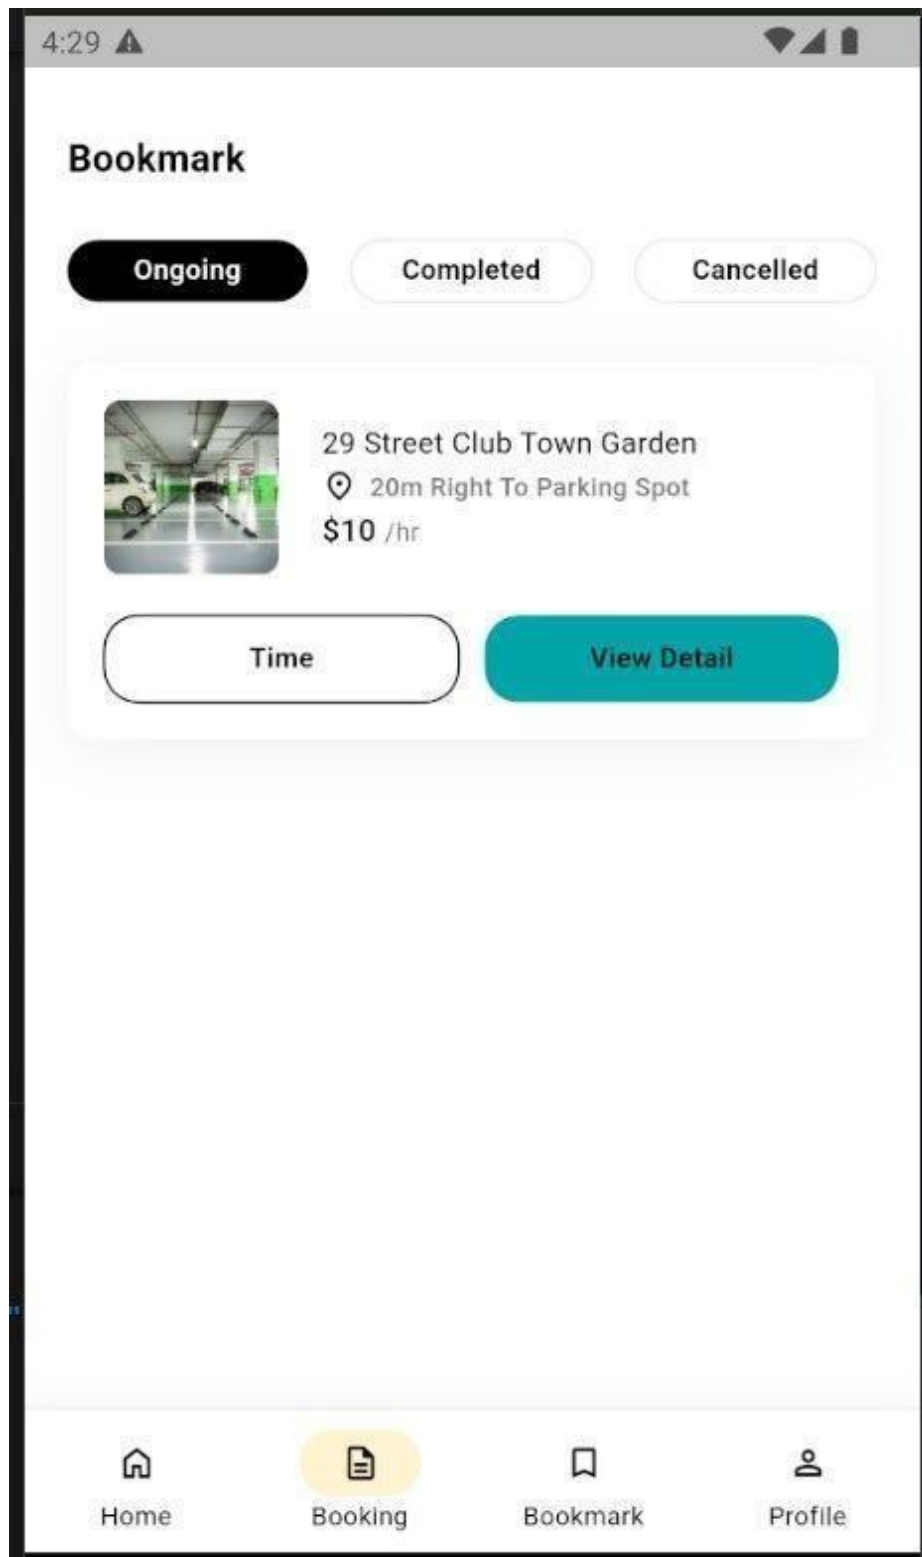 4:29
Bookmark
Ongoing Completed Cancelled
29 Street Club Town Garden
20m Right To Parking Spot
$10 /hr
Time View Detail
Home Booking Bookmark Profile